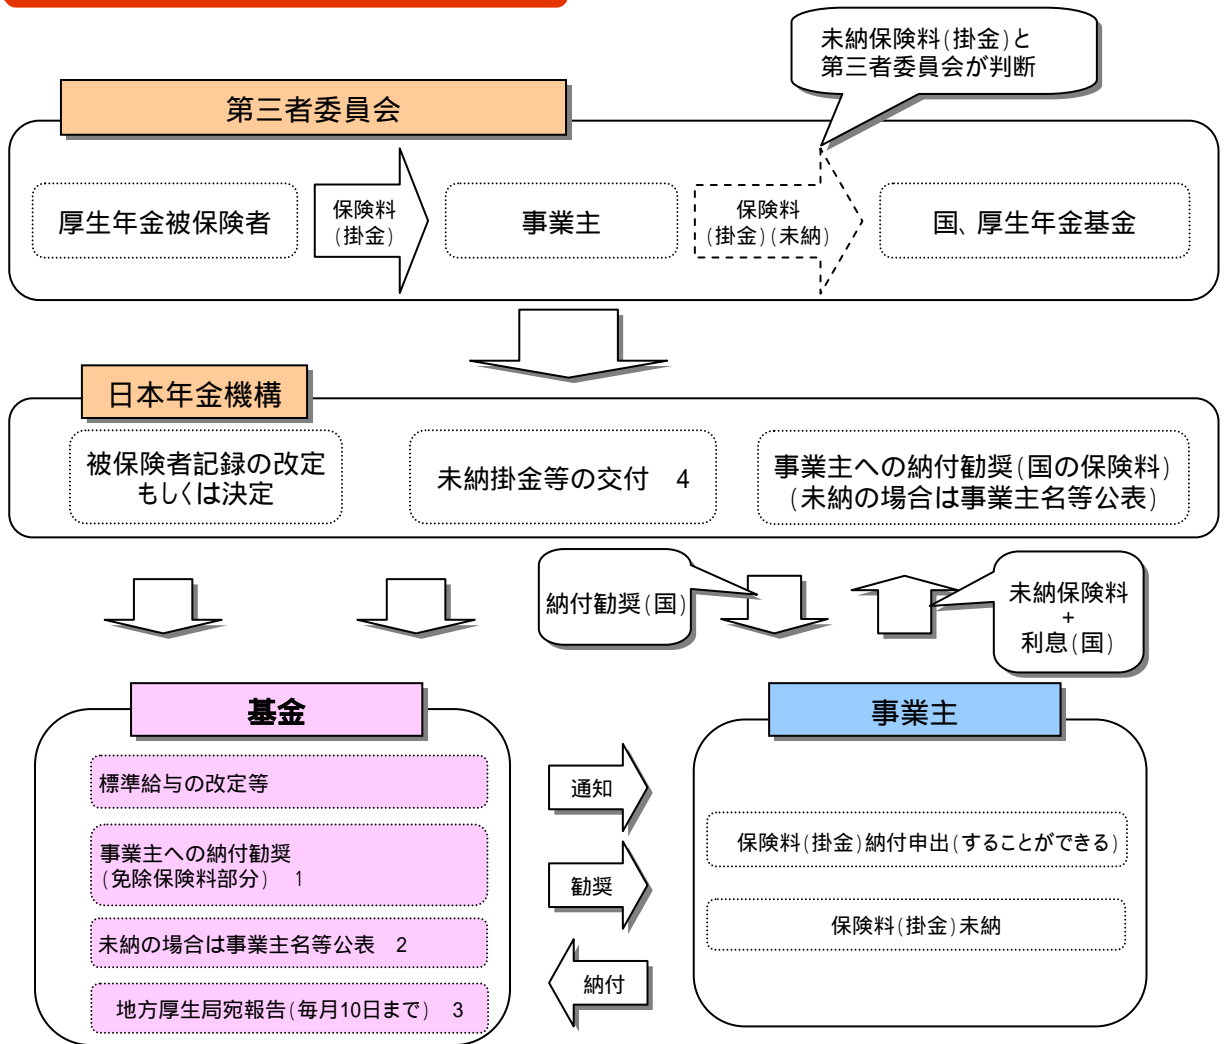 未納保険料(掛金)と
第三者委員会が判断
第三者委員会
厚生年金被保険者
保険料
(掛金)
事業主
保険料
(掛金)(未納)
国、厚生年金基金
日本年金機構
被保険者記録の改定
もしくは決定
未納掛金等の交付 4
事業主への納付勧奨(国の保険料)
(未納の場合は事業主名等公表)
納付勧奨(国)
未納保険料
+
利息(国)
基金
標準給与の改定等
事業主への納付勧奨
(免除保険料部分) 1
未納の場合は事業主名等公表 2
地方厚生局宛報告(毎月10日まで) 3
通知
勧奨
納付
事業主
保険料(掛金)納付申出(することができる)
保険料(掛金)未納